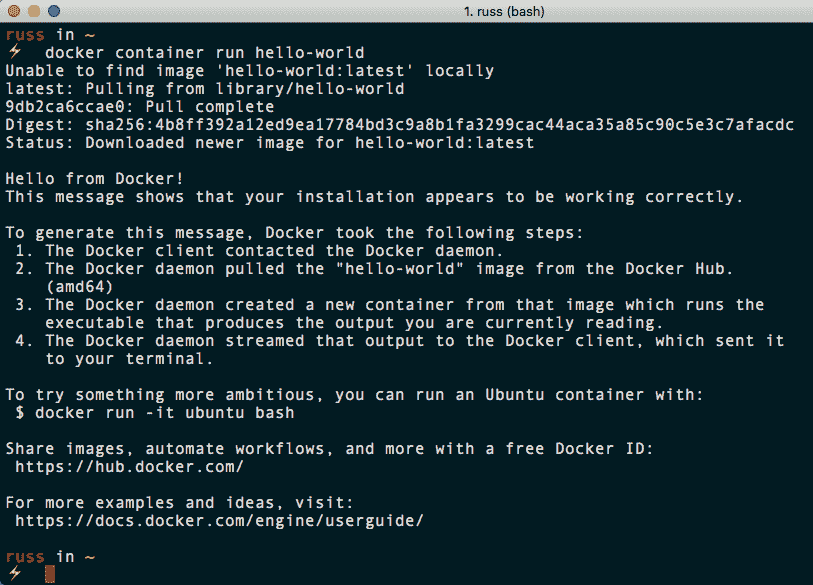 1. russ (bash)
russ in ~
⚡ docker container run hello-world
Unable to find image 'hello-world:latest' locally
latest: Pulling from library/hello-world
9db2ca6ccae0: Pull complete
Digest: sha256:4b8ff392a12ed9ea17784bd3c9a8b1fa3299cac44aca35a85c90c5e3c7afacdc
Status: Downloaded newer image for hello-world:latest
Hello from Docker!
This message shows that your installation appears to be working correctly.
To generate this message, Docker took the following steps:
1. The Docker client contacted the Docker daemon.
2. The Docker daemon pulled the "hello-world" image from the Docker Hub.
(amd64)
3. The Docker daemon created a new container from that image which runs the
executable that produces the output you are currently reading.
4. The Docker daemon streamed that output to the Docker client, which sent it
to your terminal.
To try something more ambitious, you can run an Ubuntu container with:
$ docker run -it ubuntu bash
Share images, automate workflows, and more with a free Docker ID:
https://hub.docker.com/
For more examples and ideas, visit:
https://docs.docker.com/engine/userguide/
russ in ~
⚡